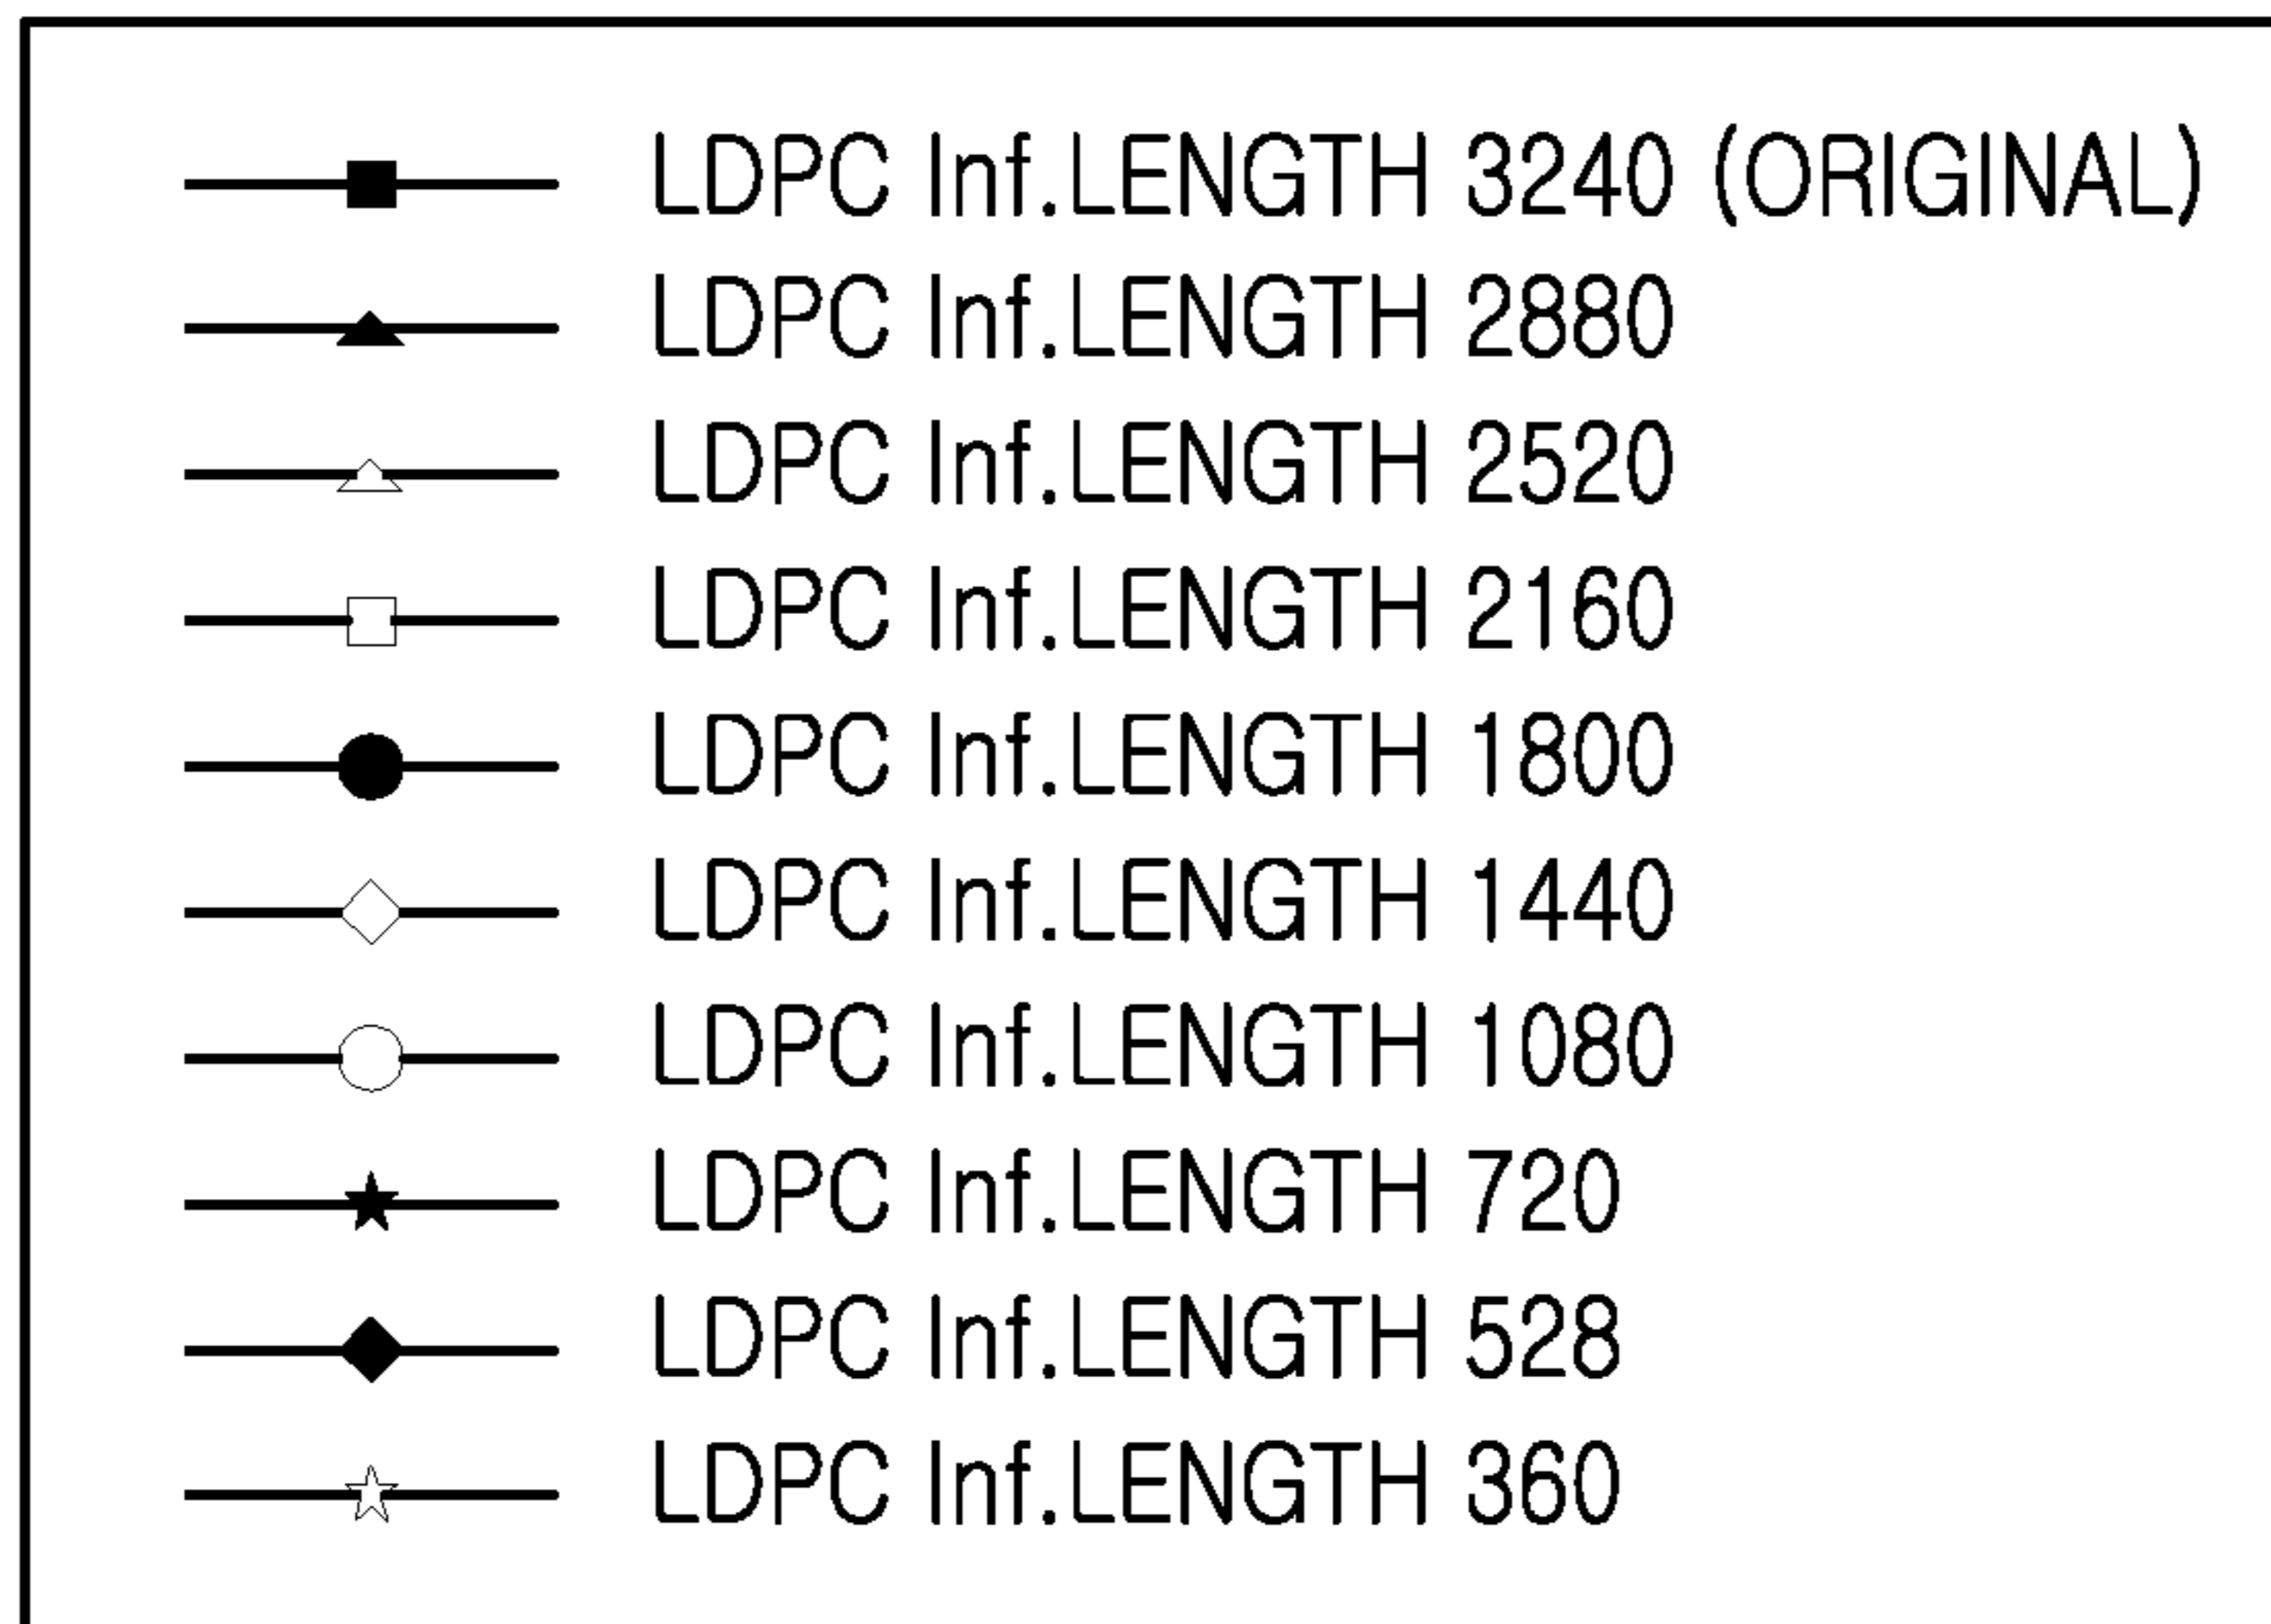 LDPC Inf.LENGTH 3240 (ORIGINAL)
LDPC Inf.LENGTH 2880
LDPC Inf.LENGTH 2520
LDPC Inf.LENGTH 2160
LDPC Inf.LENGTH 1800
LDPC Inf.LENGTH 1440
LDPC Inf.LENGTH 1080
LDPC Inf.LENGTH 720
LDPC Inf.LENGTH 528
LDPC Inf.LENGTH 360